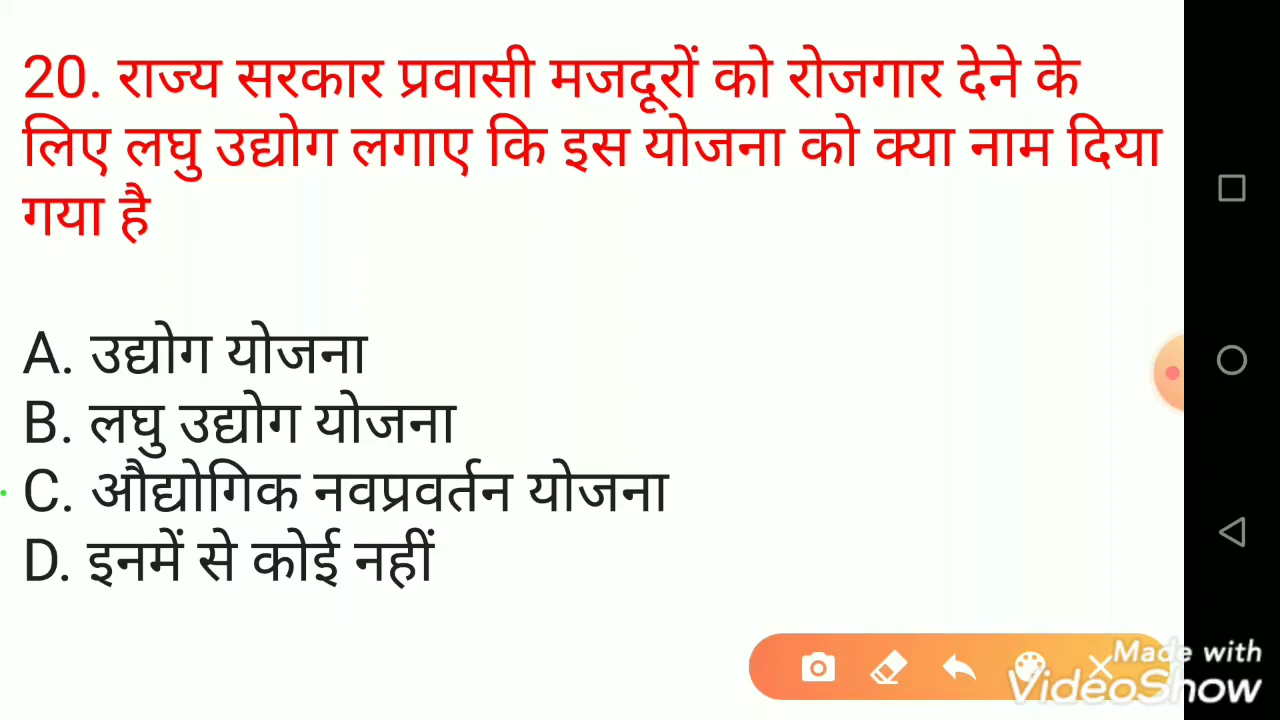 20. राज्य सरकार प्रवासी मजदूरों को रोजगार देने के
लिए लघु उद्योग लगाए कि इस योजना को क्या नाम दिया
गया है
A. उद्योग योजना
B. लघु उद्योग योजना
C. औद्योगिक नवप्रवर्तन योजना
D. इनमें से कोई नहीं
Made with
VideoShow